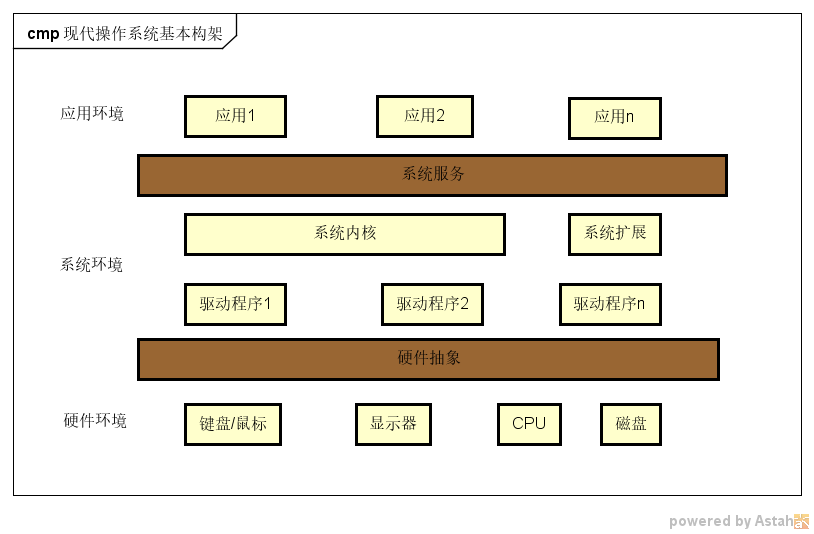 cmp 现代操作系统基本构架
应用环境
应用1
应用2
应用n
系统服务
系统内核
系统扩展
系统环境
驱动程序1
驱动程序2
驱动程序n
硬件抽象
硬件环境
键盘/鼠标
显示器
CPU
磁盘
powered by Astah